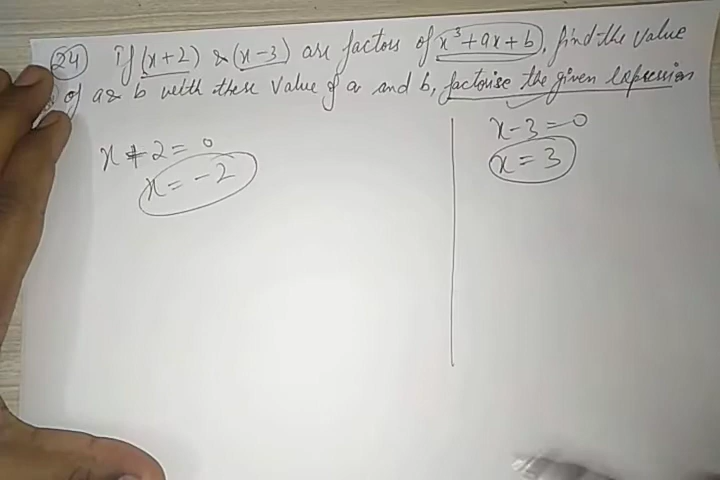 24 If (x+2) & (x-3) are factors of x³+ax+b, find the value
of a & b with these value of a and b, factorise the given expression
x+2=0
x=-2
x-3=0
x=3